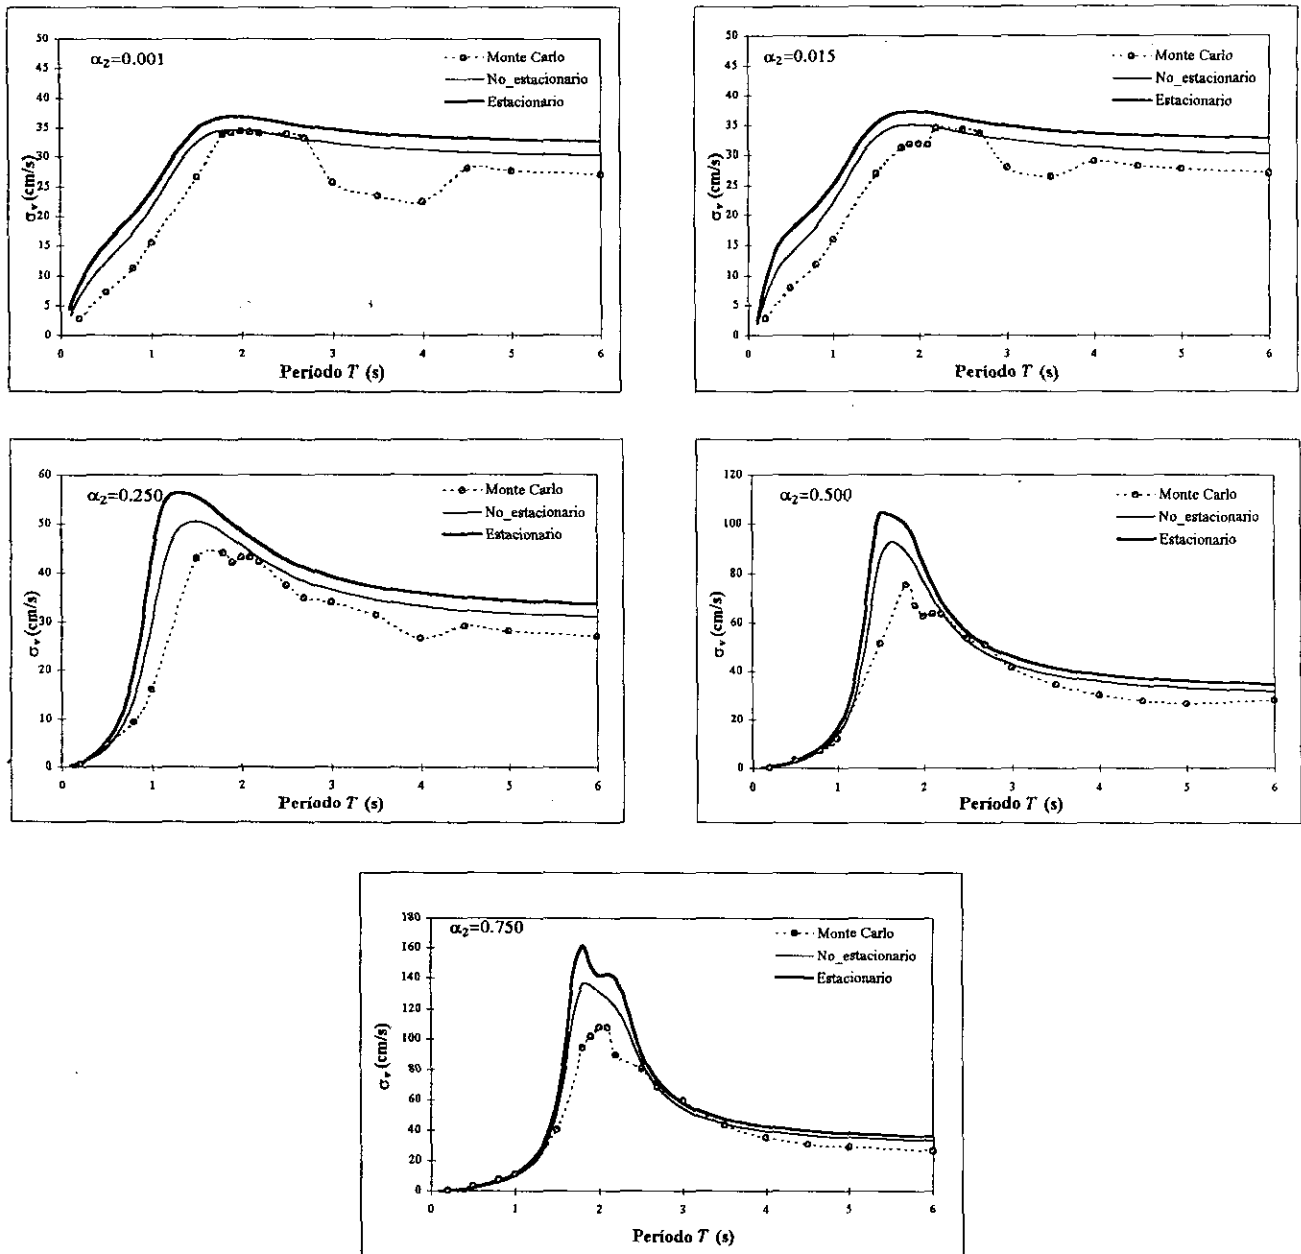 α₂=0.001
Monte Carlo
No_estacionario
Estacionario
50
45
40
35
30
25
20
15
10
5
0
σᵥ (cm/s)
0 1 2 3 4 5 6
Período T (s)
α₂=0.015
Monte Carlo
No_estacionario
Estacionario
50
45
40
35
30
25
20
15
10
5
0
σᵥ (cm/s)
0 1 2 3 4 5 6
Período T (s)
α₂=0.250
Monte Carlo
No_estacionario
Estacionario
60
50
40
30
20
10
0
σᵥ (cm/s)
0 1 2 3 4 5 6
Período T (s)
α₂=0.500
Monte Carlo
No_estacionario
Estacionario
120
100
80
60
40
20
0
σᵥ (cm/s)
0 1 2 3 4 5 6
Período T (s)
α₂=0.750
Monte Carlo
No_estacionario
Estacionario
180
160
140
120
100
80
60
40
20
0
σᵥ (cm/s)
0 1 2 3 4 5 6
Período T (s)